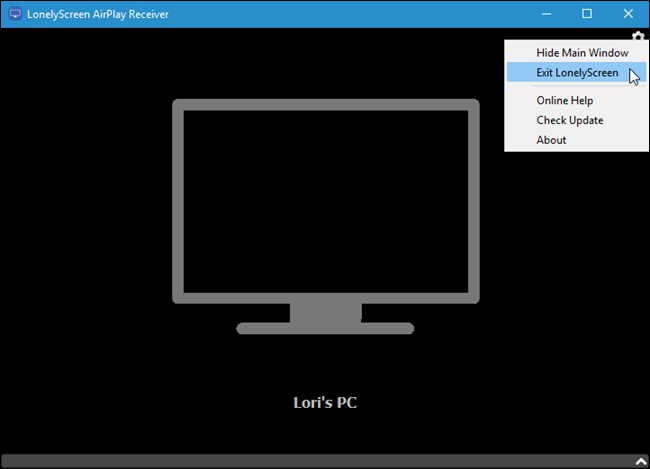 LonelyScreen AirPlay Receiver
Hide Main Window
Exit LonelyScreen
Online Help
Check Update
About
Lori's PC